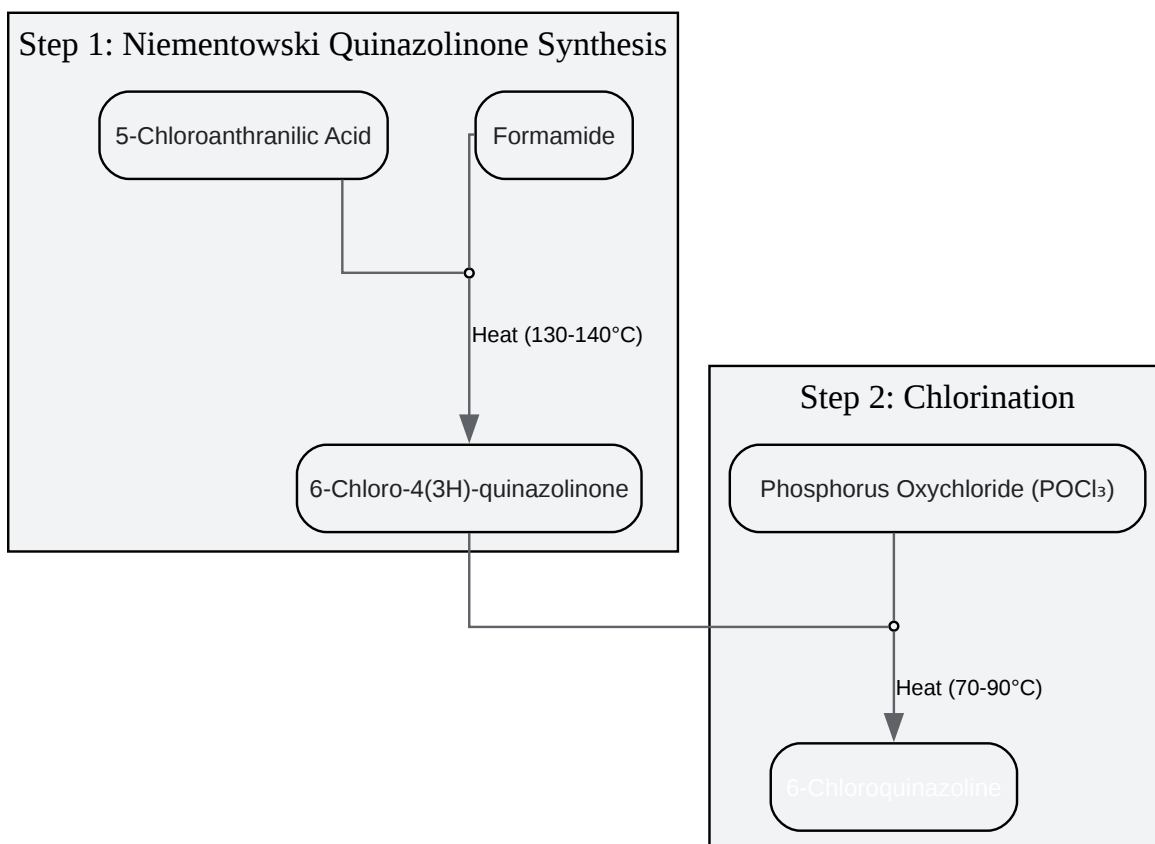 Step 1: Niementowski Quinazolinone Synthesis
5-Chloroanthranilic Acid
Formamide
Heat (130-140°C)
6-Chloro-4(3H)-quinazolinone
Step 2: Chlorination
Phosphorus Oxychloride (POCl₃)
Heat (70-90°C)
6-Chloroquinazoline